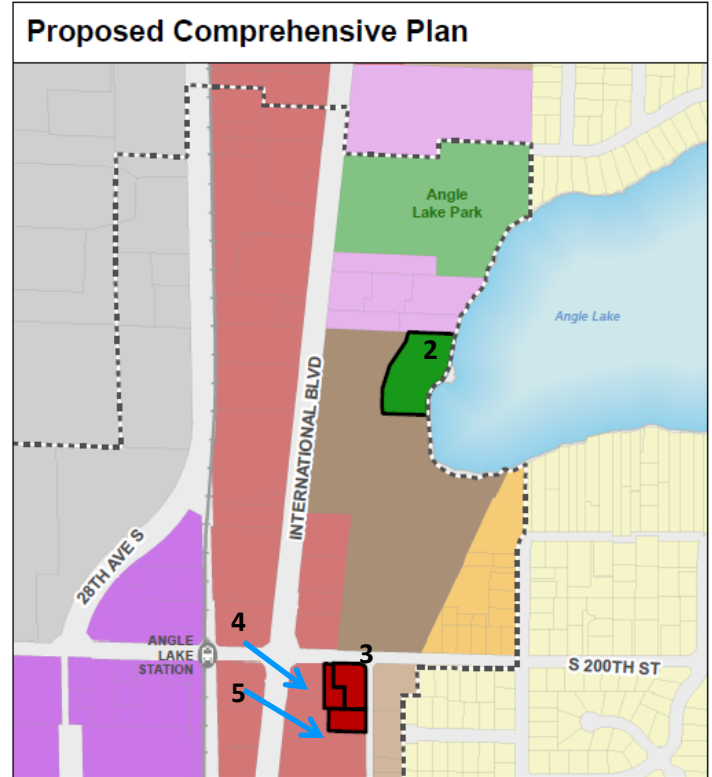 Proposed Comprehensive Plan
Angle
Lake Park
Angle Lake
2
INTERNATIONAL BLVD
28TH AVE S
4
ANGLE
LAKE
STATION
3
S 200TH ST
5